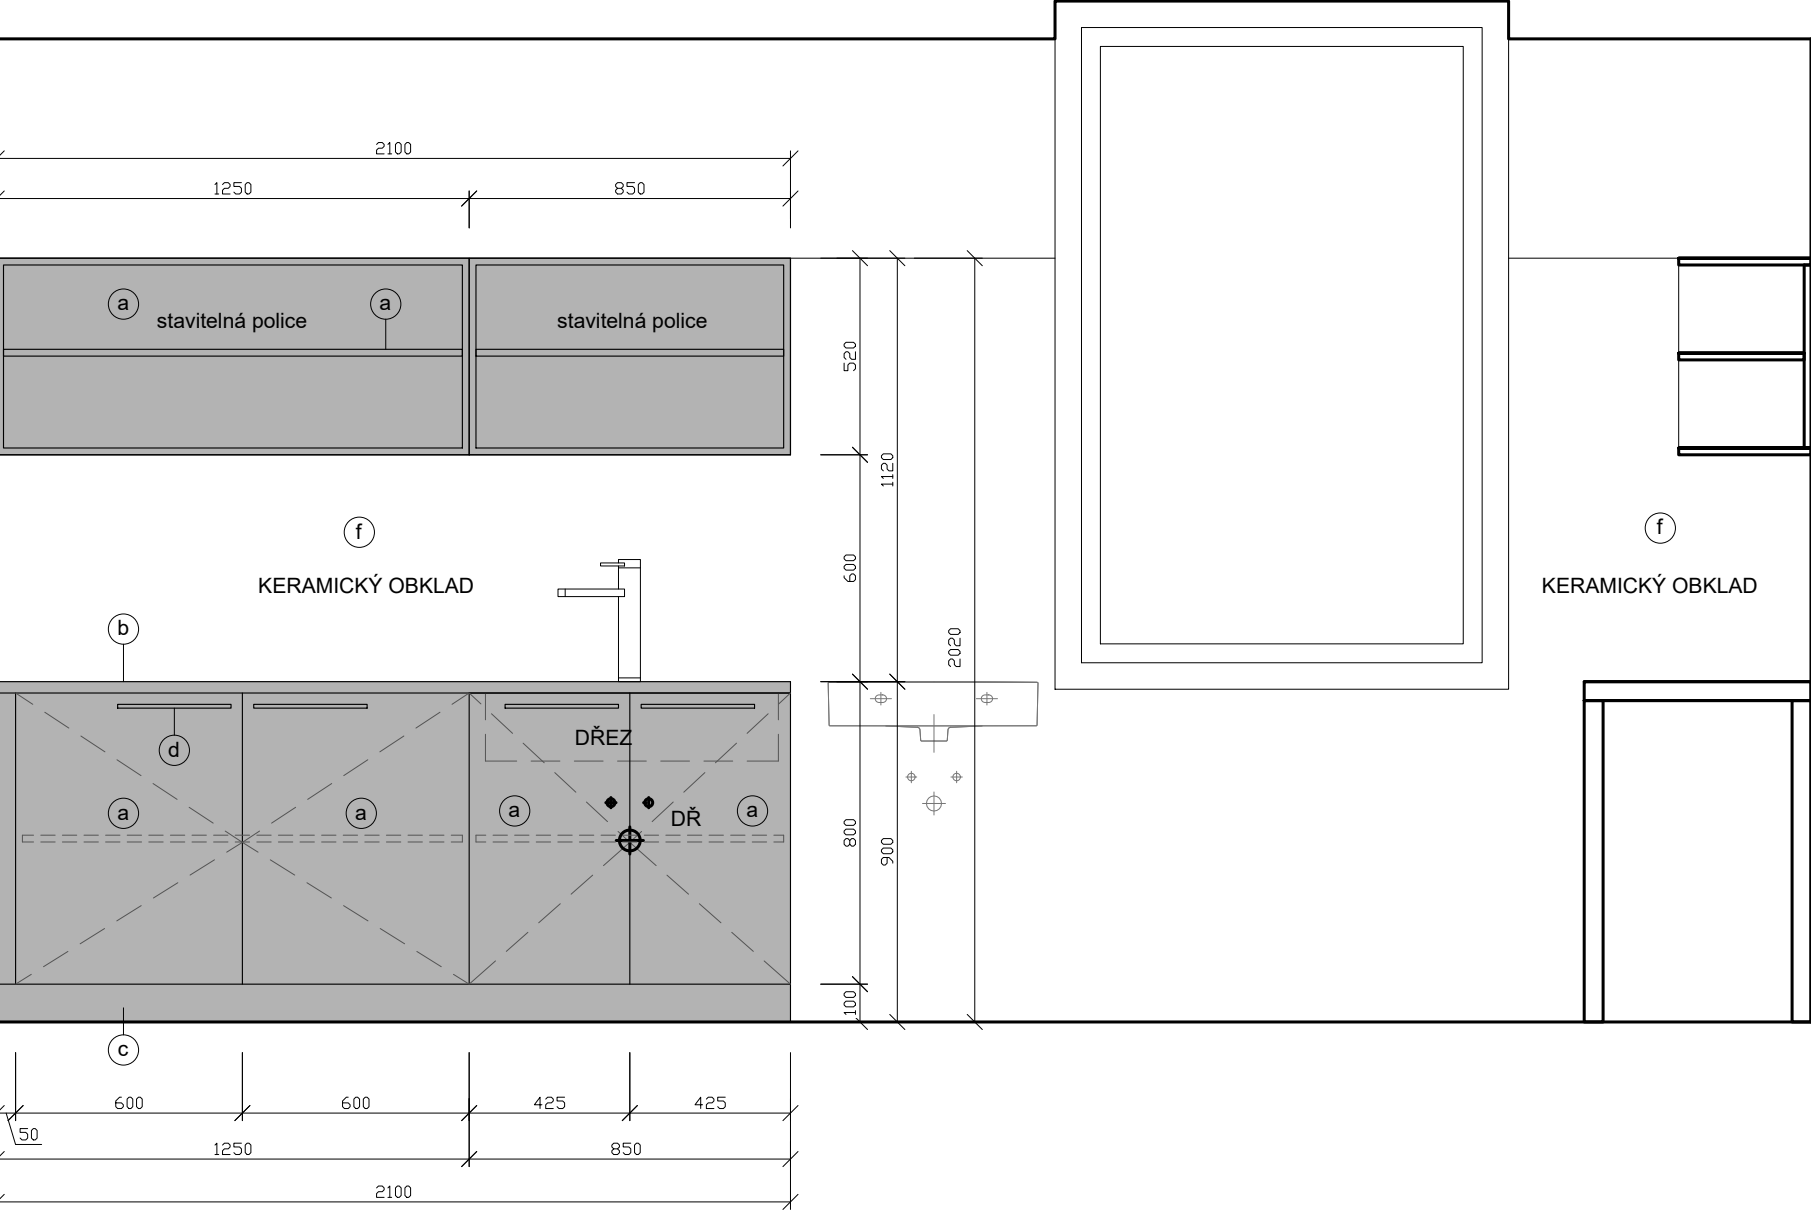 2100
1250
850
a
a
stavitelná police
stavitelná police
520
1120
f
f
600
KERAMICKÝ OBKLAD
KERAMICKÝ OBKLAD
b
2020
d
DŘEZ
a
a
a
a
DŘ
800
900
100
c
600
600
425
425
50
1250
850
2100